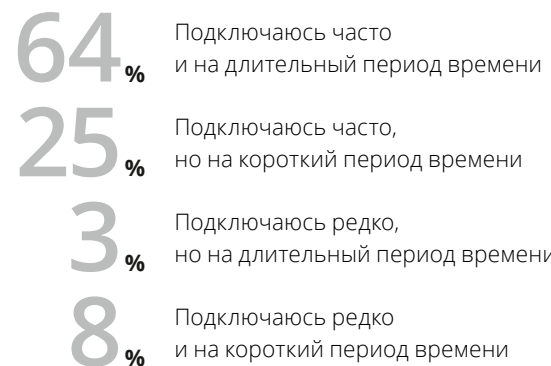 64% Подключаюсь часто
и на длительный период времени
25% Подключаюсь часто,
но на короткий период времени
3% Подключаюсь редко,
но на длительный период времени
8% Подключаюсь редко
и на короткий период времени